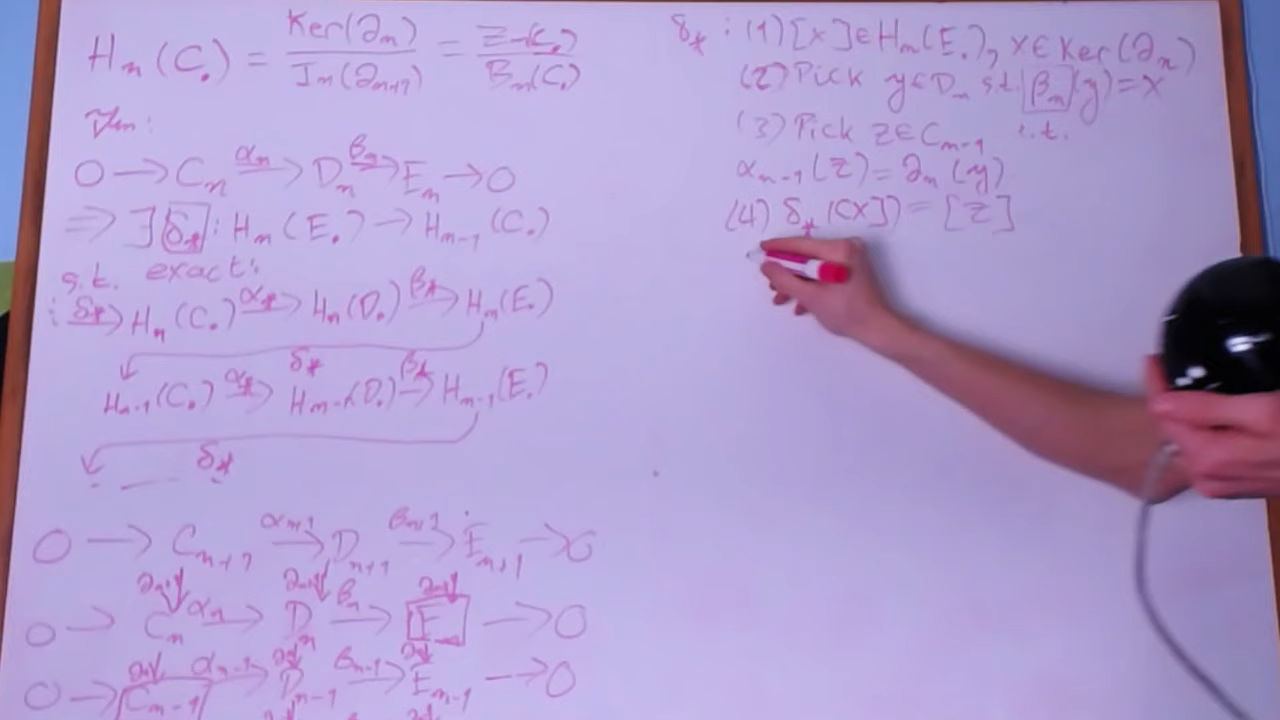 Hₙ(C.) = Ker(∂ₙ) / Im(∂ₙ₊₁) = Zₙ(C.) / Bₙ(C.)
Thm:
0 → Cₙ —αₙ→ Dₙ —βₙ→ Eₙ → 0
⇒ ∃ δ* : Hₙ(E.) → Hₙ₋₁(C.)
s.t. exact:
δ*→ Hₙ(C.) —α*→ Hₙ(D.) —β*→ Hₙ(E.)
δ*
Hₙ₋₁(C.) —α*→ Hₙ₋₁(D.) —β*→ Hₙ₋₁(E.)
δ*
0 → Cₙ₊₁ —αₙ₊₁→ Dₙ₊₁ —βₙ₊₁→ Eₙ₊₁ → 0
∂ₙ₊₁↓ ∂ₙ₊₁↓ ∂ₙ₊₁↓
0 → Cₙ —αₙ→ Dₙ —βₙ→ Eₙ → 0
∂ₙ↓ ∂ₙ↓ ∂ₙ↓
0 → Cₙ₋₁ —αₙ₋₁→ Dₙ₋₁ —βₙ₋₁→ Eₙ₋₁ → 0
δ* : (1) [x] ∈ Hₙ(E.), x ∈ Ker(∂ₙ)
(2) Pick y ∈ Dₙ s.t. βₙ(y) = x
(3) Pick z ∈ Cₙ₋₁ s.t.
αₙ₋₁(z) = ∂ₙ(y)
(4) δ*([x]) = [z]